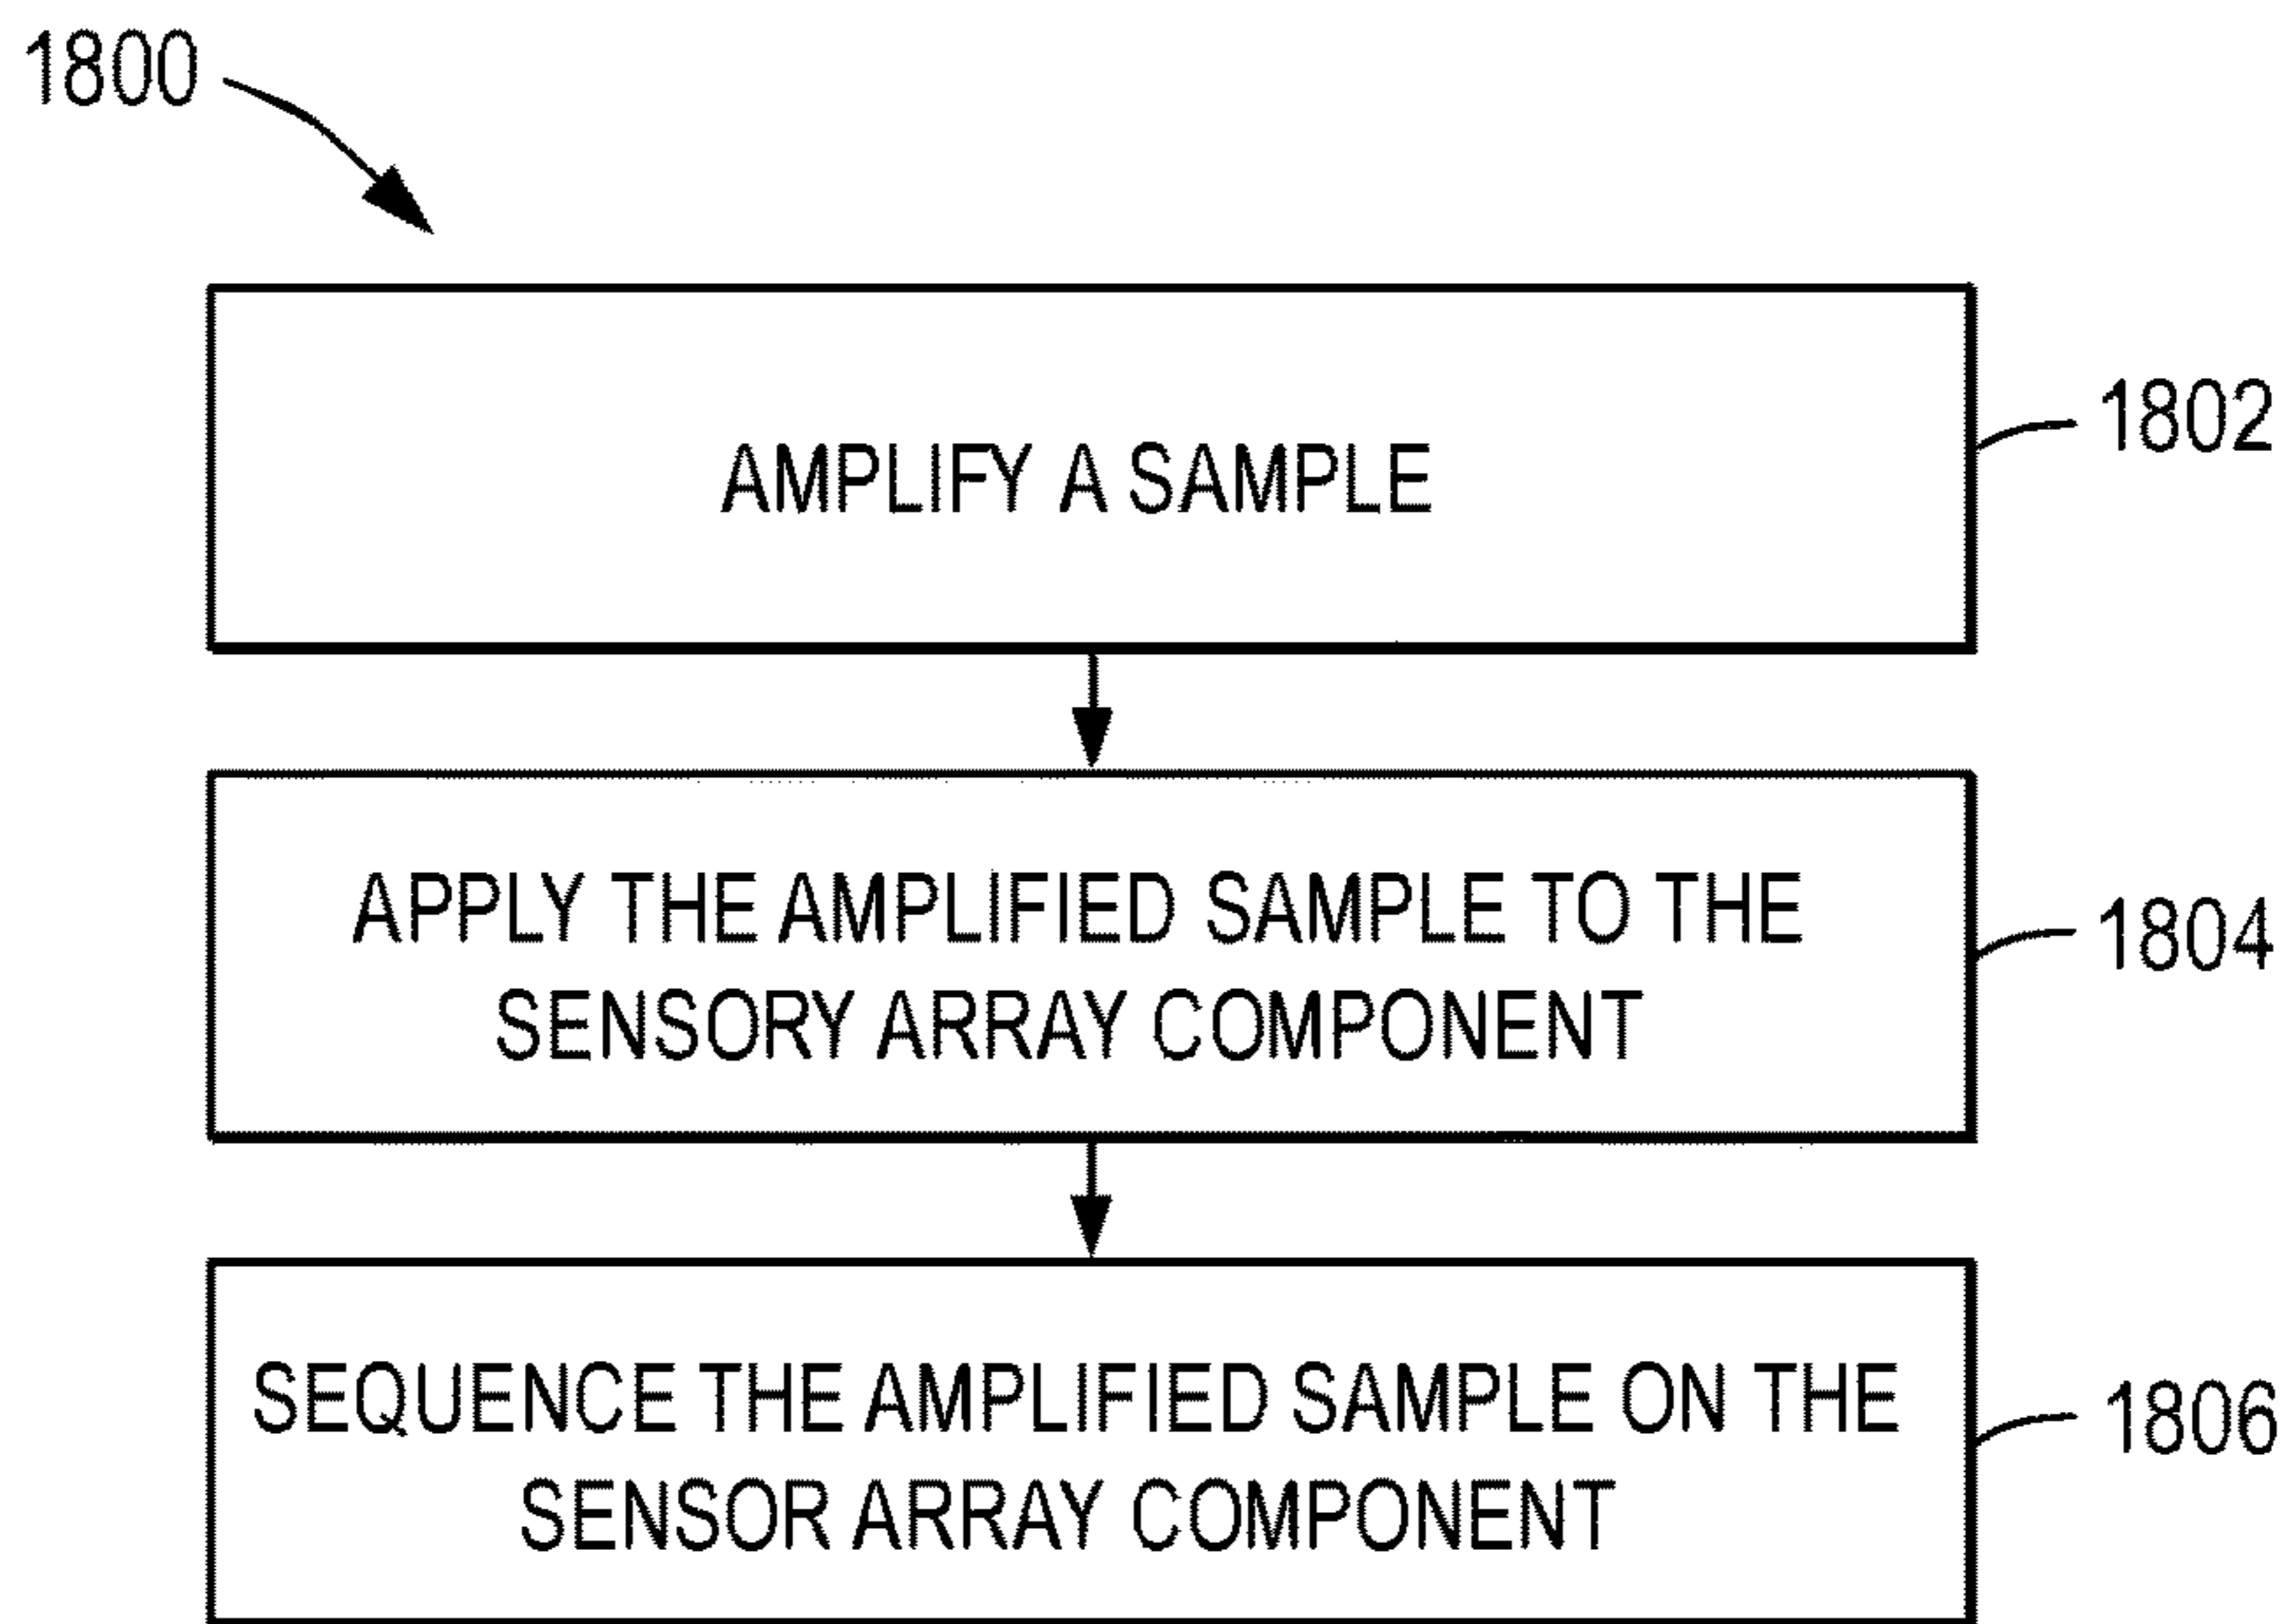 1800
AMPLIFY A SAMPLE
1802
APPLY THE AMPLIFIED SAMPLE TO THE
SENSORY ARRAY COMPONENT
1804
SEQUENCE THE AMPLIFIED SAMPLE ON THE
SENSOR ARRAY COMPONENT
1806